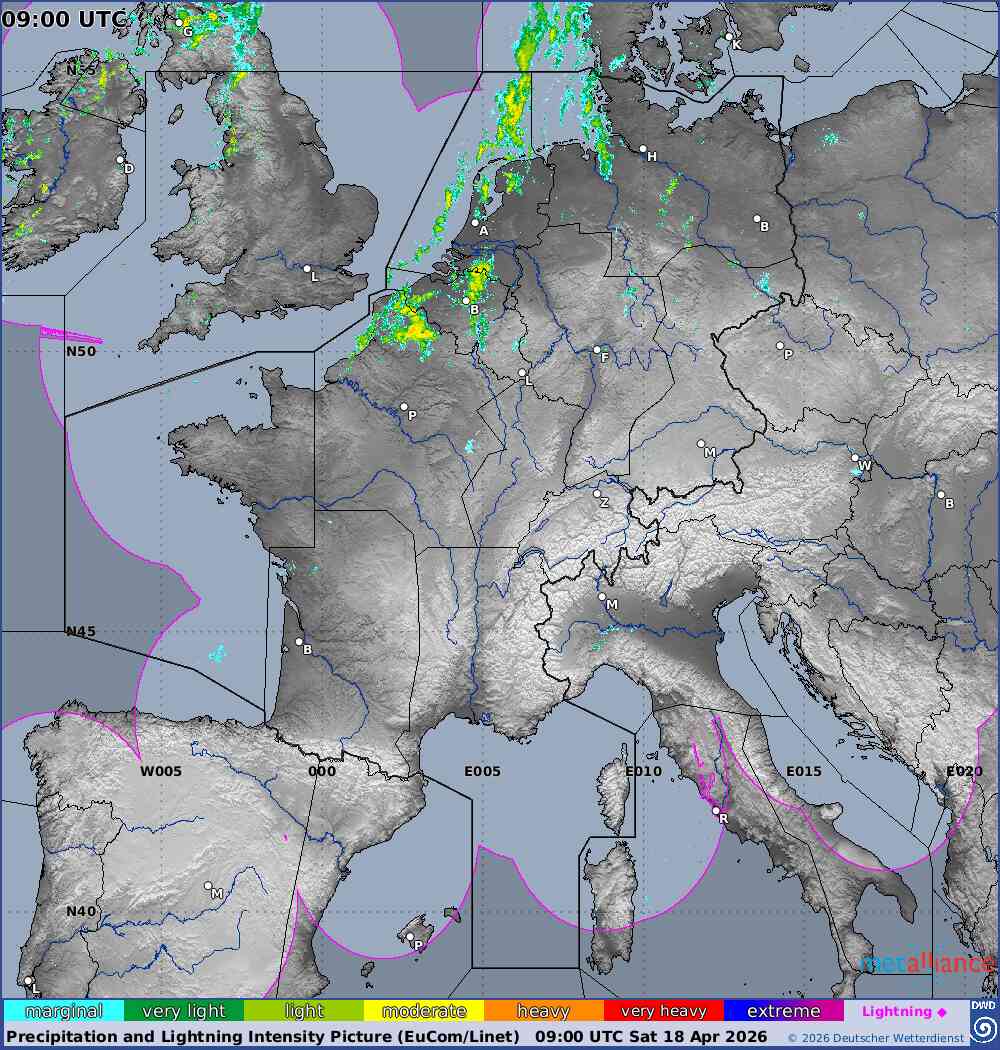 09:00 UTC
G
K
N55
D
H
B
A
L
B
N50
F
P
L
P
M
W
B
Z
M
N45
B
W005
000
E005
E010
E015
E020
R
M
N40
P
L
metalliance
marginal
very light
light
moderate
heavy
very heavy
extreme
Lightning ◆
DWD
Precipitation and Lightning Intensity Picture (EuCom/Linet) 09:00 UTC Sat 18 Apr 2026 © 2026 Deutscher Wetterdienst